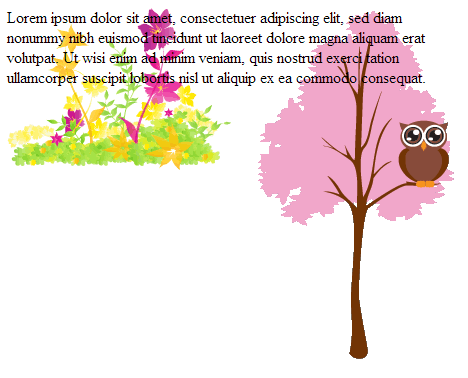 Lorem ipsum dolor sit amet, consectetuer adipiscing elit, sed diam
nonummy nibh euismod tincidunt ut laoreet dolore magna aliquam erat
volutpat. Ut wisi enim ad minim veniam, quis nostrud exerci tation
ullamcorper suscipit lobortis nisl ut aliquip ex ea commodo consequat.